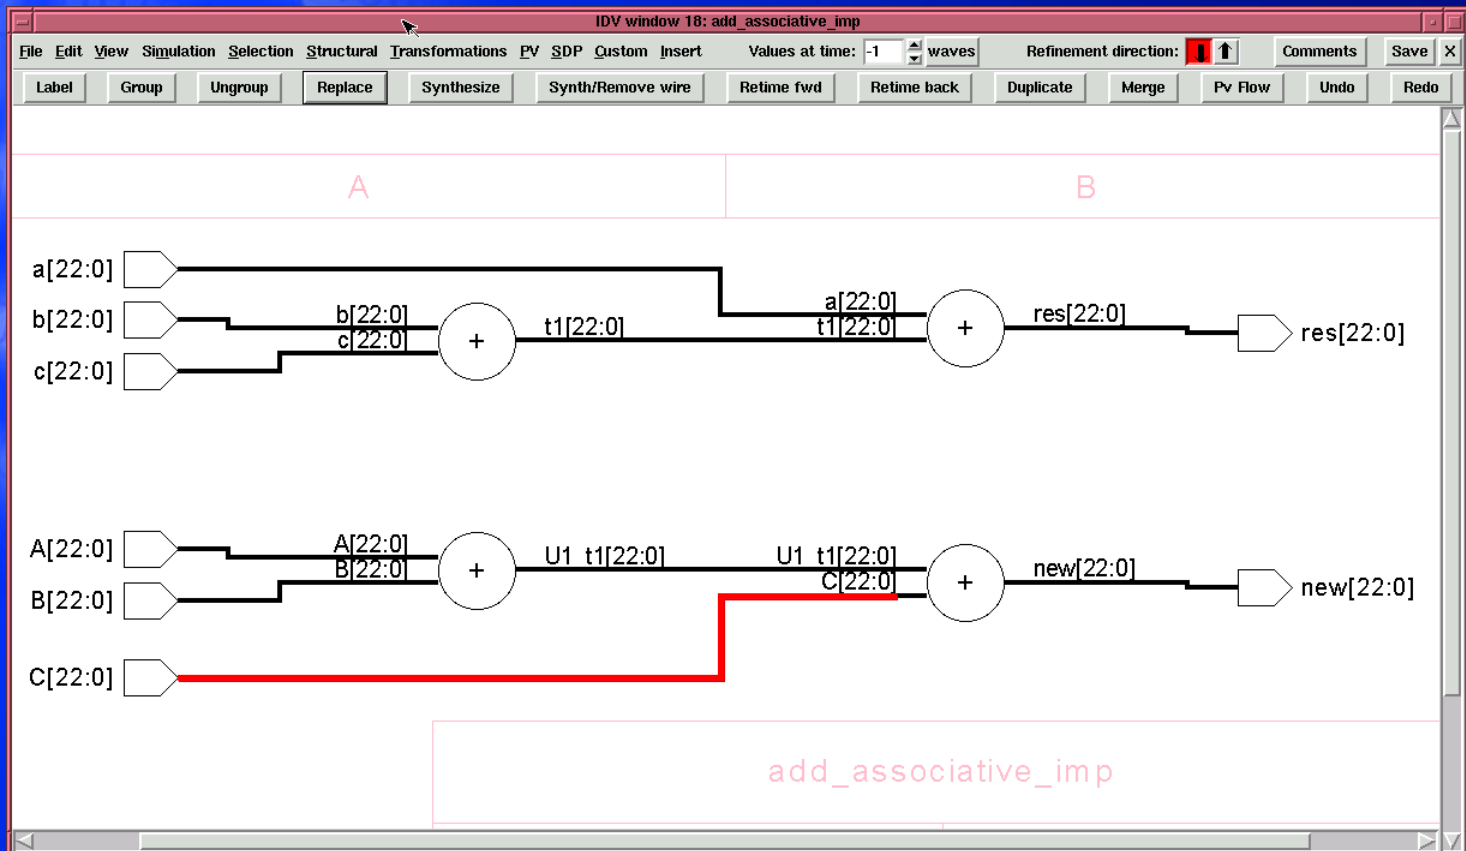 IDV window 18: add_associative_imp
File Edit View Simulation Selection Structural Transformations PV SDP Custom Insert Values at time: -1 waves Refinement direction: Comments Save X
Label Group Ungroup Replace Synthesize Synth/Remove wire Retime fwd Retime back Duplicate Merge Pv Flow Undo Redo
A B
a[22:0]
b[22:0]
c[22:0]
b[22:0]
c[22:0]
+
t1[22:0]
a[22:0]
t1[22:0]
+
res[22:0]
res[22:0]
A[22:0]
B[22:0]
C[22:0]
A[22:0]
B[22:0]
+
U1 t1[22:0]
U1 t1[22:0]
C[22:0]
+
new[22:0]
new[22:0]
add_associative_imp